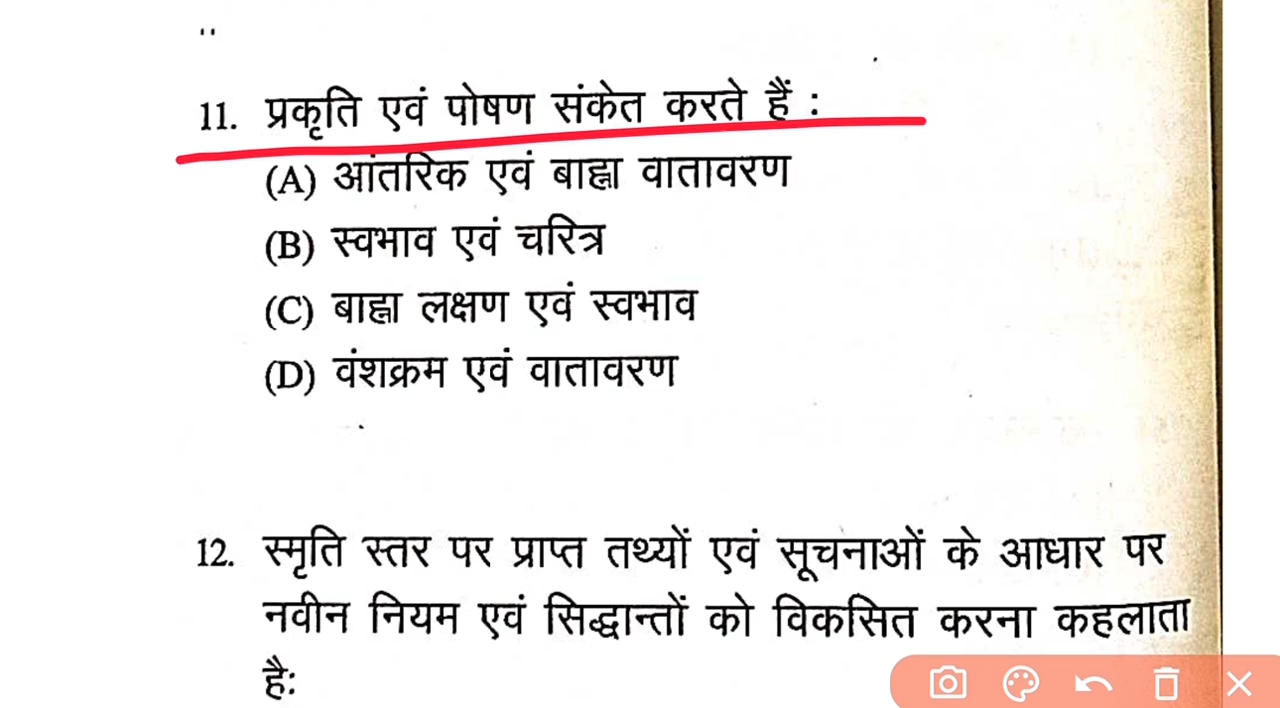 11. प्रकृति एवं पोषण संकेत करते हैं :
(A) आंतरिक एवं बाह्य वातावरण
(B) स्वभाव एवं चरित्र
(C) बाह्य लक्षण एवं स्वभाव
(D) वंशक्रम एवं वातावरण
12. स्मृति स्तर पर प्राप्त तथ्यों एवं सूचनाओं के आधार पर
नवीन नियम एवं सिद्धान्तों को विकसित करना कहलाता
है: